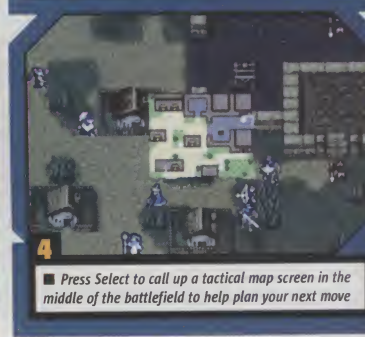 4
■ Press Select to call up a tactical map screen in the
middle of the battlefield to help plan your next move